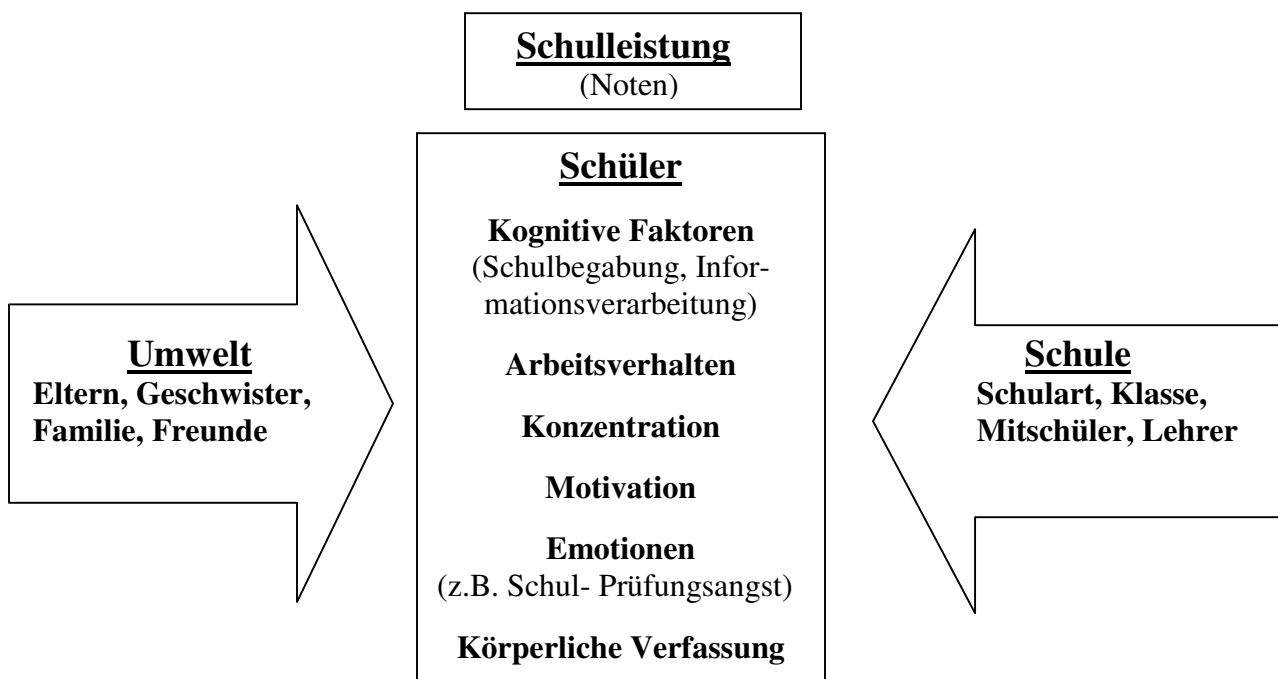 Schulleistung
(Noten)
Schüler
Kognitive Faktoren
(Schulbegabung, Infor-
mationsverarbeitung)
Arbeitsverhalten
Konzentration
Motivation
Emotionen
(z.B. Schul- Prüfungsangst)
Körperliche Verfassung
Umwelt
Eltern, Geschwister,
Familie, Freunde
Schule
Schulart, Klasse,
Mitschüler, Lehrer